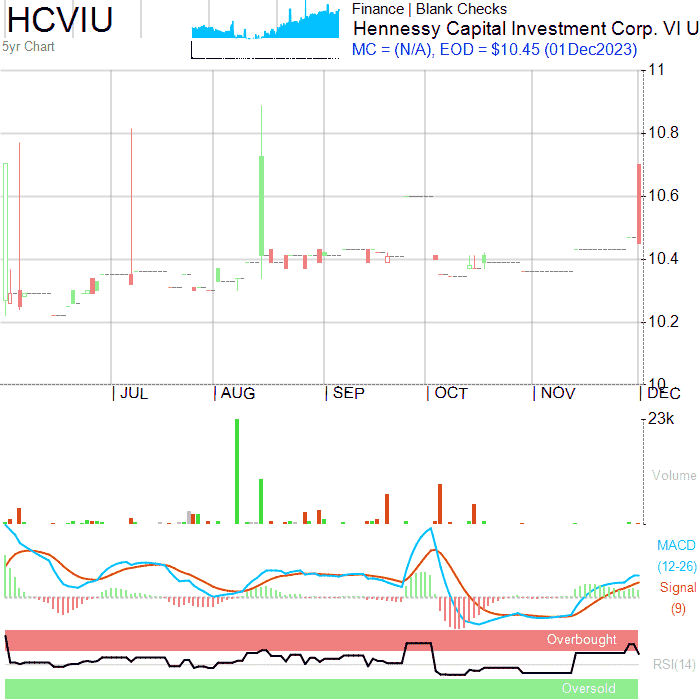 HCVIU
5yr Chart
Finance | Blank Checks
Hennessy Capital Investment Corp. VI U
MC = (N/A), EOD = $10.45 (01Dec2023)
11
10.8
10.6
10.4
10.2
10
JUL
AUG
SEP
OCT
NOV
DEC
23k
Volume
MACD
(12-26)
Signal
(9)
Overbought
RSI(14)
Oversold